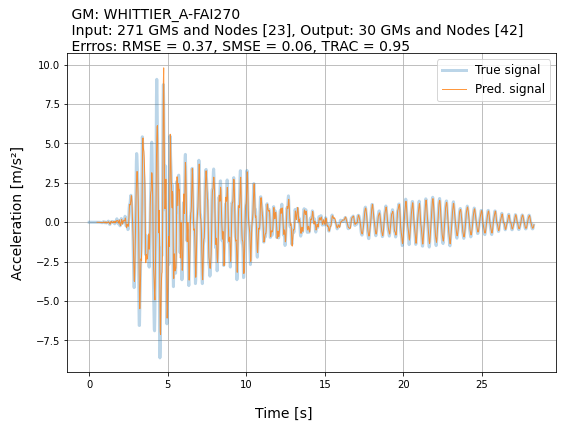 GM: WHITTIER_A-FAI270
Input: 271 GMs and Nodes [23], Output: 30 GMs and Nodes [42]
Errros: RMSE = 0.37, SMSE = 0.06, TRAC = 0.95
True signal
Pred. signal
10.0
7.5
5.0
2.5
0.0
−2.5
−5.0
−7.5
Acceleration [m/s²]
0 5 10 15 20 25
Time [s]